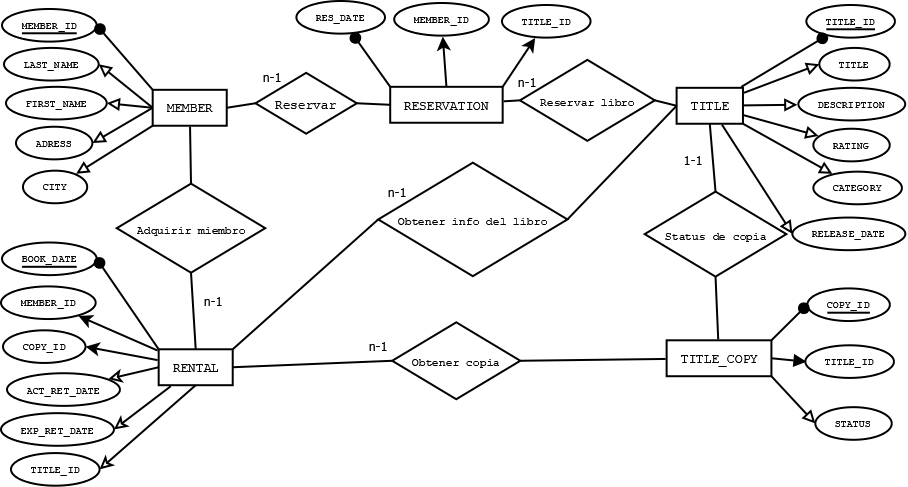 MEMBER_ID
LAST_NAME
FIRST_NAME
ADRESS
CITY
MEMBER
n-1
Reservar
RES_DATE
MEMBER_ID
TITLE_ID
RESERVATION
n-1
Reservar libro
TITLE
TITLE_ID
TITLE
DESCRIPTION
RATING
CATEGORY
RELEASE_DATE
1-1
Status de copia
Adquirir miembro
n-1
n-1
Obtener info del libro
BOOK_DATE
MEMBER_ID
COPY_ID
ACT_RET_DATE
EXP_RET_DATE
TITLE_ID
RENTAL
n-1
Obtener copia
TITLE_COPY
COPY_ID
TITLE_ID
STATUS